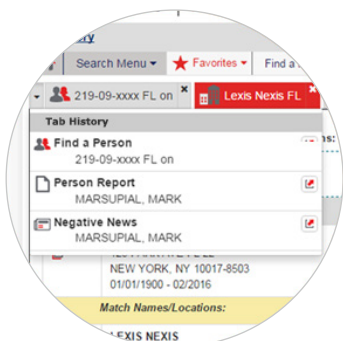 ry
Search Menu Favorites Find a
219-09-xxxx FL on Lexis Nexis FL
Tab History
Find a Person
219-09-xxxx FL on
ns:
Person Report
MARSUPIAL, MARK
Negative News
MARSUPIAL, MARK
NEW YORK, NY 10017-8503
01/01/1900 - 02/2016
Match Names/Locations:
LEXIS NEXIS